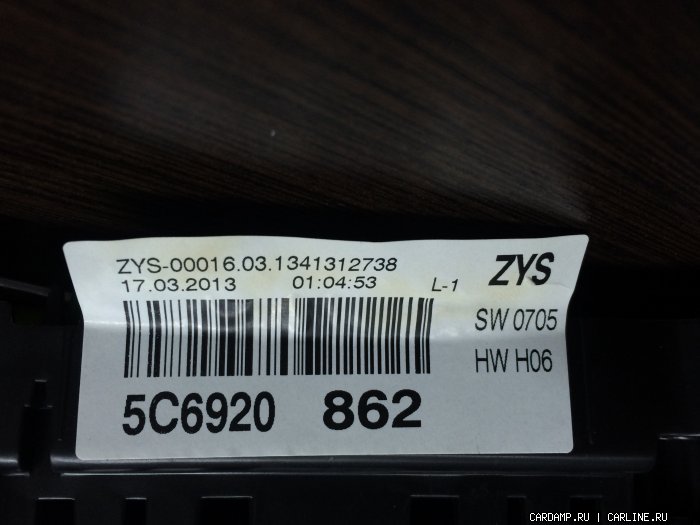 ZYS-00016.03.1341312738
17.03.2013 01:04:53 L-1
ZYS
SW 0705
HW H06
5C6920 862
CARDAMP.RU | CARLINE.RU